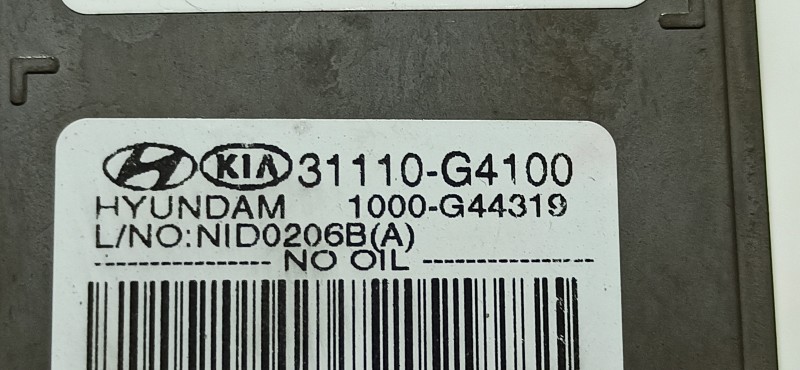 KIA 31110-G4100
HYUNDAM 1000-G44319
L/NO:NID0206B(A)
NO OIL